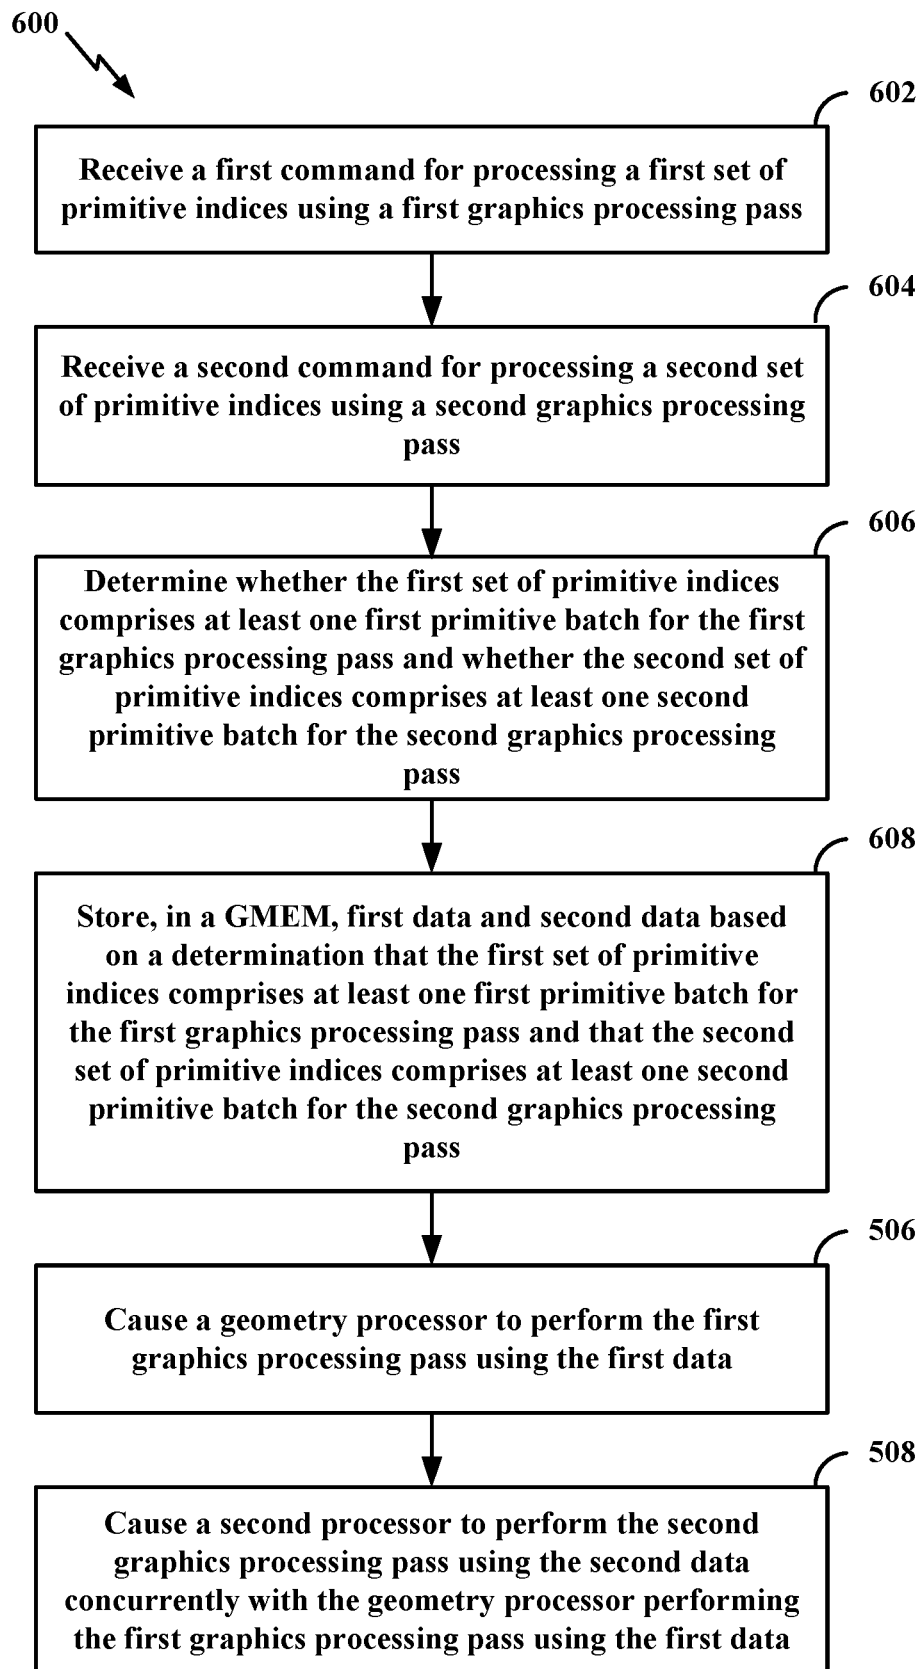 600
602
Receive a first command for processing a first set of
primitive indices using a first graphics processing pass
604
Receive a second command for processing a second set
of primitive indices using a second graphics processing
pass
606
Determine whether the first set of primitive indices
comprises at least one first primitive batch for the first
graphics processing pass and whether the second set of
primitive indices comprises at least one second
primitive batch for the second graphics processing
pass
608
Store, in a GMEM, first data and second data based
on a determination that the first set of primitive
indices comprises at least one first primitive batch for
the first graphics processing pass and that the second
set of primitive indices comprises at least one second
primitive batch for the second graphics processing
pass
506
Cause a geometry processor to perform the first
graphics processing pass using the first data
508
Cause a second processor to perform the second
graphics processing pass using the second data
concurrently with the geometry processor performing
the first graphics processing pass using the first data